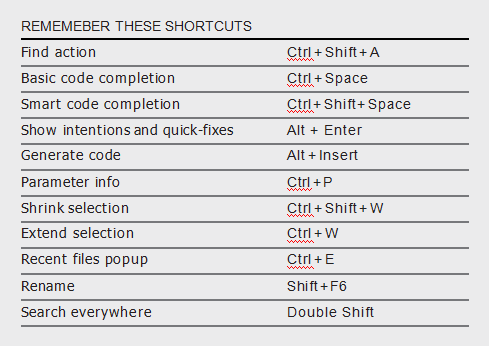 REMEMEBER THESE SHORTCUTS
Find action Ctrl + Shift + A
Basic code completion Ctrl + Space
Smart code completion Ctrl + Shift + Space
Show intentions and quick-fixes Alt + Enter
Generate code Alt + Insert
Parameter info Ctrl + P
Shrink selection Ctrl + Shift + W
Extend selection Ctrl + W
Recent files popup Ctrl + E
Rename Shift + F6
Search everywhere Double Shift